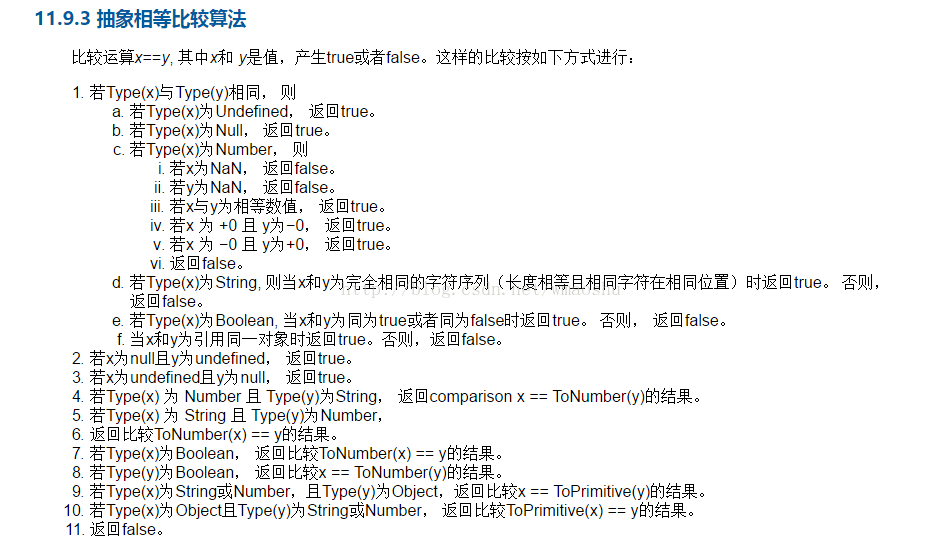 11.9.3 抽象相等比较算法
比较运算x==y, 其中x和 y是值，产生true或者false。这样的比较按如下方式进行：
1. 若Type(x)与Type(y)相同， 则
a. 若Type(x)为Undefined， 返回true。
b. 若Type(x)为Null， 返回true。
c. 若Type(x)为Number， 则
i. 若x为NaN， 返回false。
ii. 若y为NaN， 返回false。
iii. 若x与y为相等数值， 返回true。
iv. 若x 为 +0 且 y为−0， 返回true。
v. 若x 为 −0 且 y为+0， 返回true。
vi. 返回false。
d. 若Type(x)为String, 则当x和y为完全相同的字符序列（长度相等且相同字符在相同位置）时返回true。 否则，
返回false。
e. 若Type(x)为Boolean, 当x和y为同为true或者同为false时返回true。 否则， 返回false。
f. 当x和y为引用同一对象时返回true。否则，返回false。
2. 若x为null且y为undefined， 返回true。
3. 若x为undefined且y为null， 返回true。
4. 若Type(x) 为 Number 且 Type(y)为String， 返回comparison x == ToNumber(y)的结果。
5. 若Type(x) 为 String 且 Type(y)为Number，
6. 返回比较ToNumber(x) == y的结果。
7. 若Type(x)为Boolean， 返回比较ToNumber(x) == y的结果。
8. 若Type(y)为Boolean， 返回比较x == ToNumber(y)的结果。
9. 若Type(x)为String或Number，且Type(y)为Object，返回比较x == ToPrimitive(y)的结果。
10. 若Type(x)为Object且Type(y)为String或Number， 返回比较ToPrimitive(x) == y的结果。
11. 返回false。